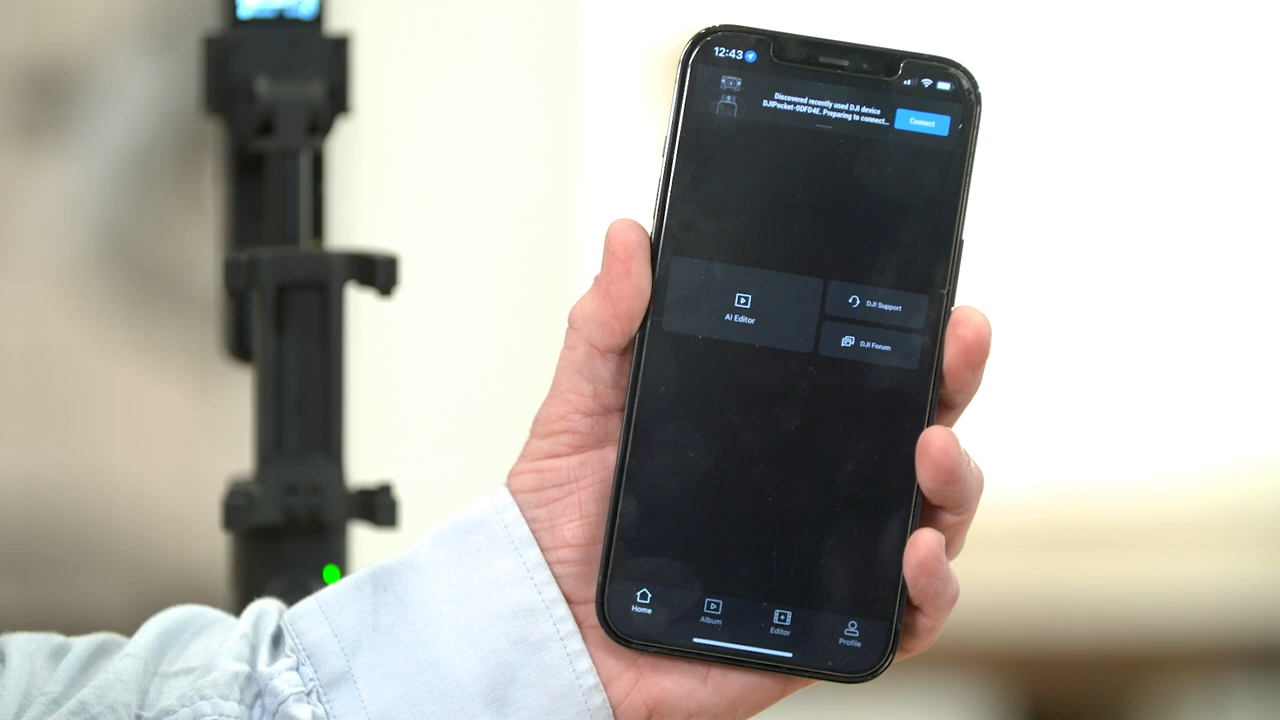 12:43
Discovered recently used DJI device
DJIPocket-0DFD4E. Preparing to connect...
Connect
AI Editor
DJI Support
DJI Forum
Home
Album
Editor
Profile